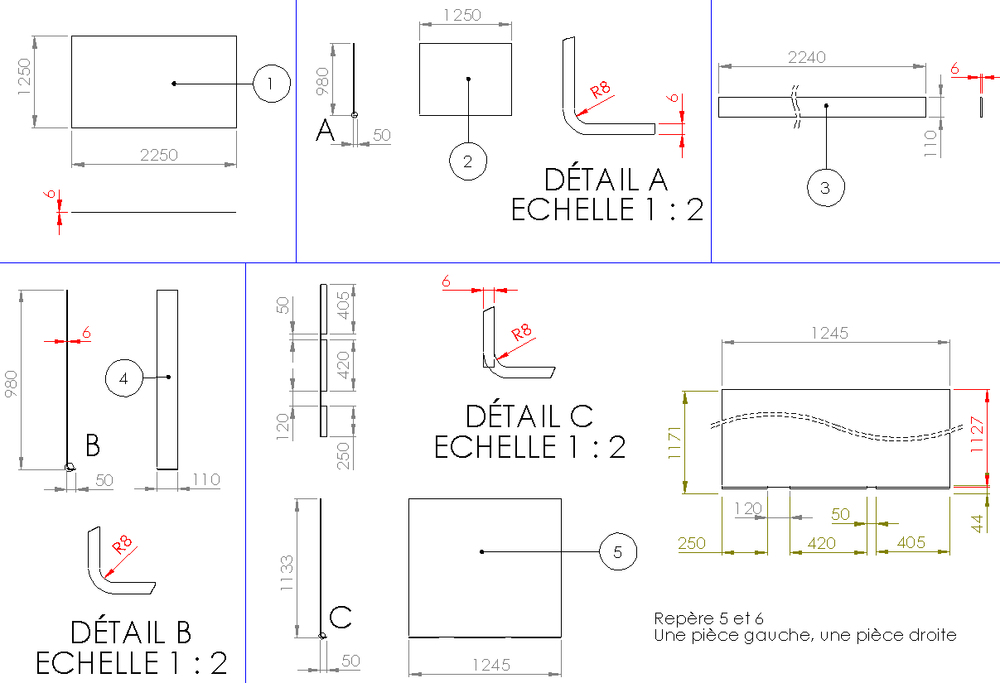 1250
1
2250
6
1250
980
A
50
2
R8
6
DÉTAIL A
ECHELLE 1 : 2
2240
6
110
3
980
6
4
B
50
110
R8
DÉTAIL B
ECHELLE 1 : 2
50
405
420
120
250
6
R8
DÉTAIL C
ECHELLE 1 : 2
1133
C
50
5
1245
1245
1171
1127
120
50
44
250
420
405
Repère 5 et 6
Une pièce gauche, une pièce droite